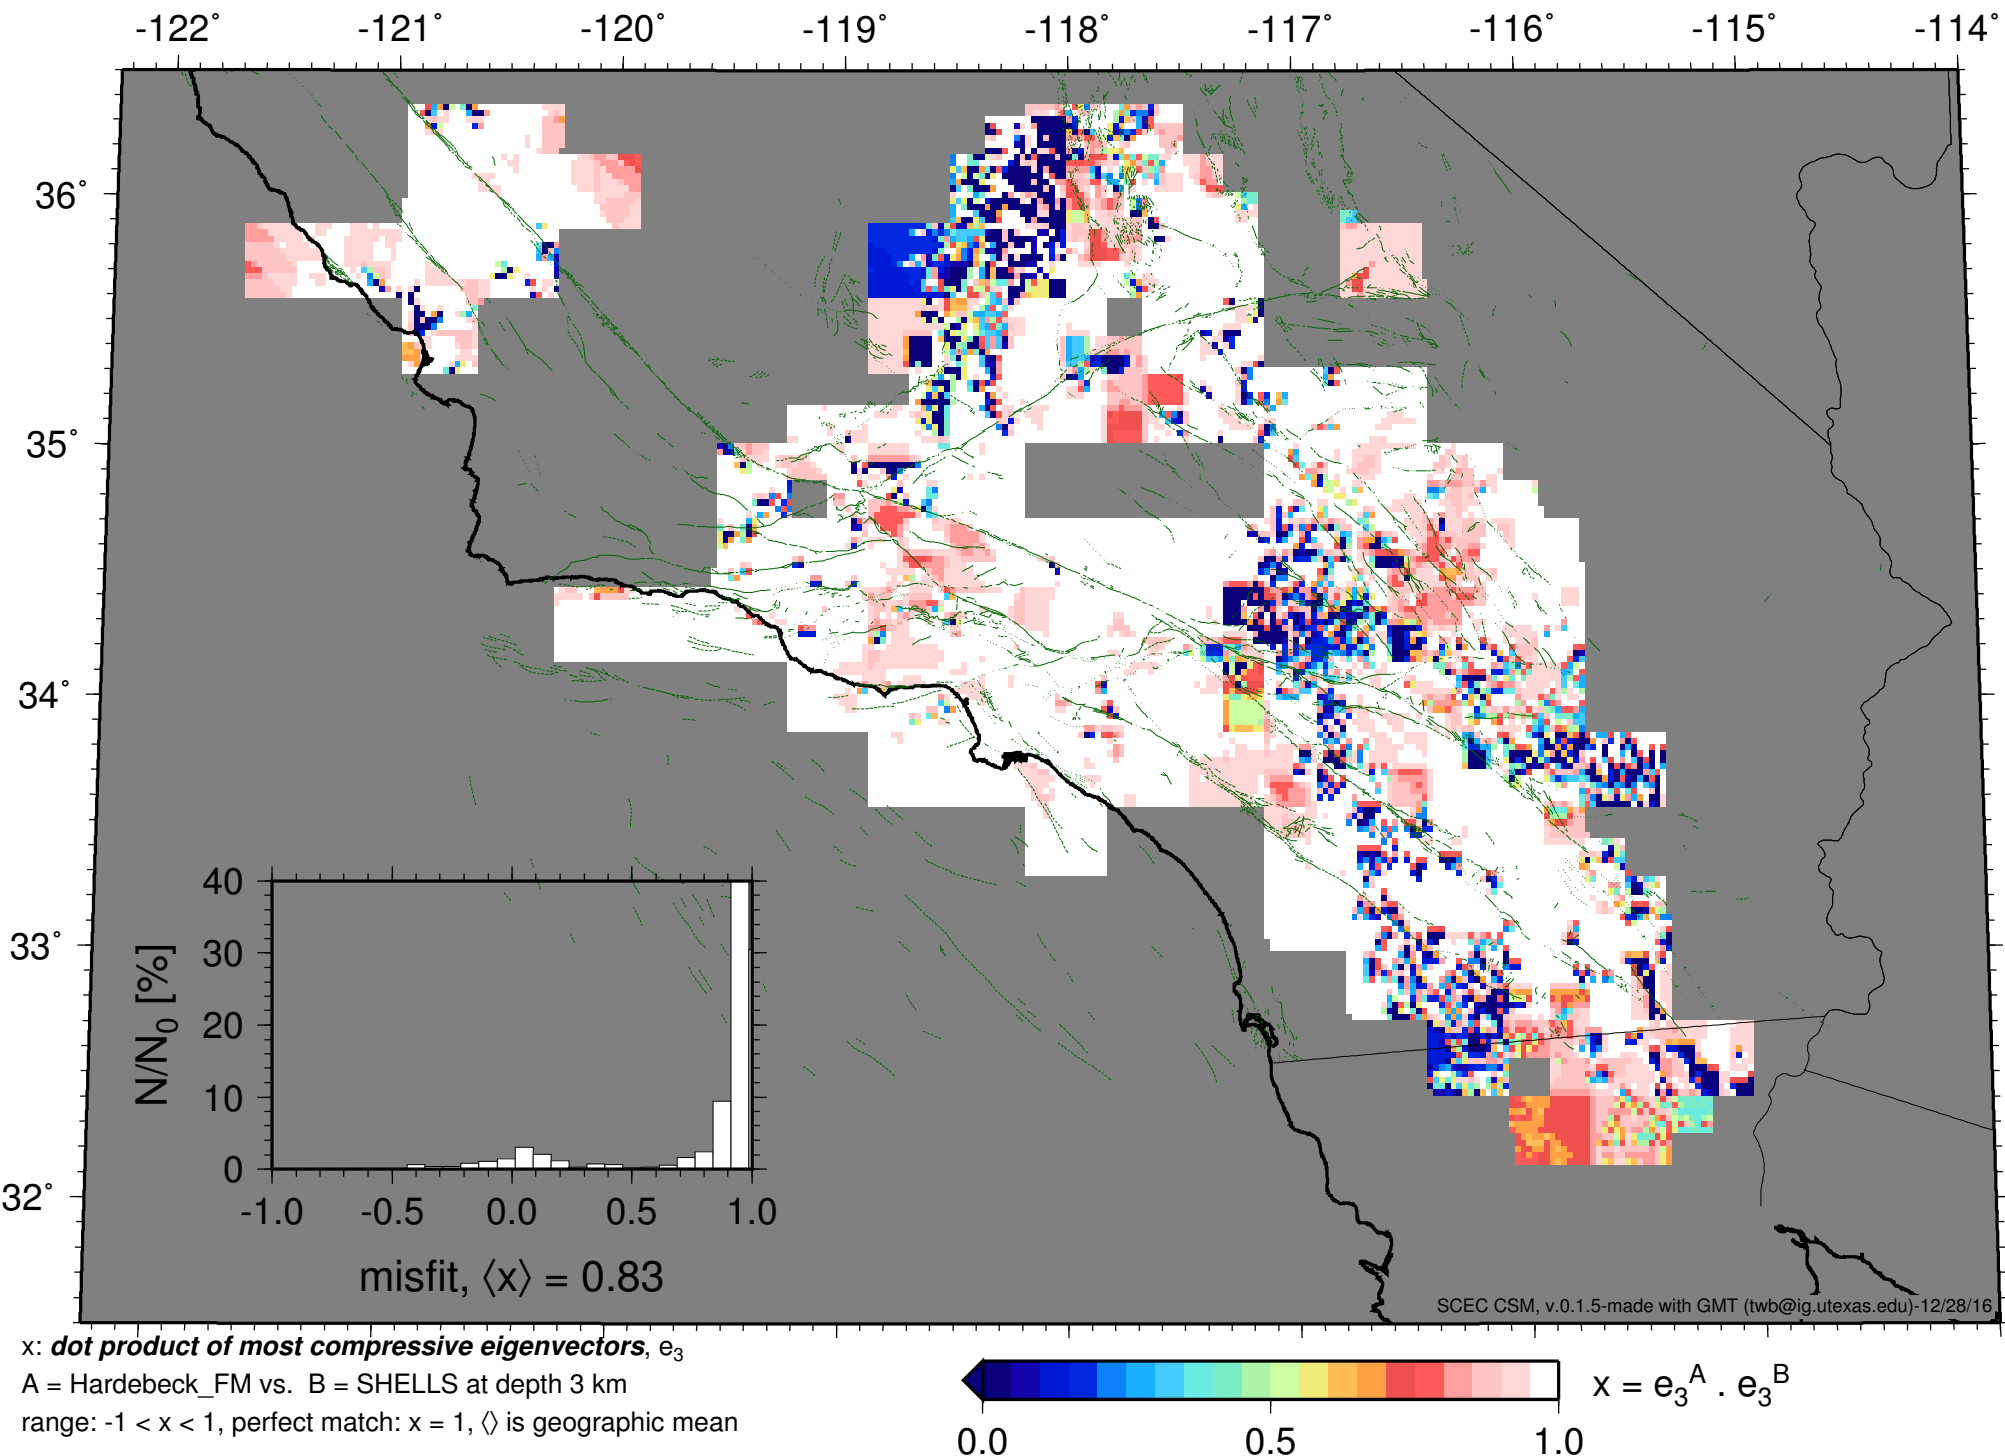 -122˚ -121˚ -120˚ -119˚ -118˚ -117˚ -116˚ -115˚ -114˚
36˚
35˚
34˚
33˚
32˚
40
30
20
10
0
N/N0 [%]
-1.0 -0.5 0.0 0.5 1.0
misfit, ⟨x⟩ = 0.83
SCEC CSM, v.0.1.5-made with GMT (twb@ig.utexas.edu)-12/28/16
x: dot product of most compressive eigenvectors, e3
A = Hardebeck_FM vs. B = SHELLS at depth 3 km
range: -1 < x < 1, perfect match: x = 1, ⟨⟩ is geographic mean
x = e3^A . e3^B
0.0 0.5 1.0